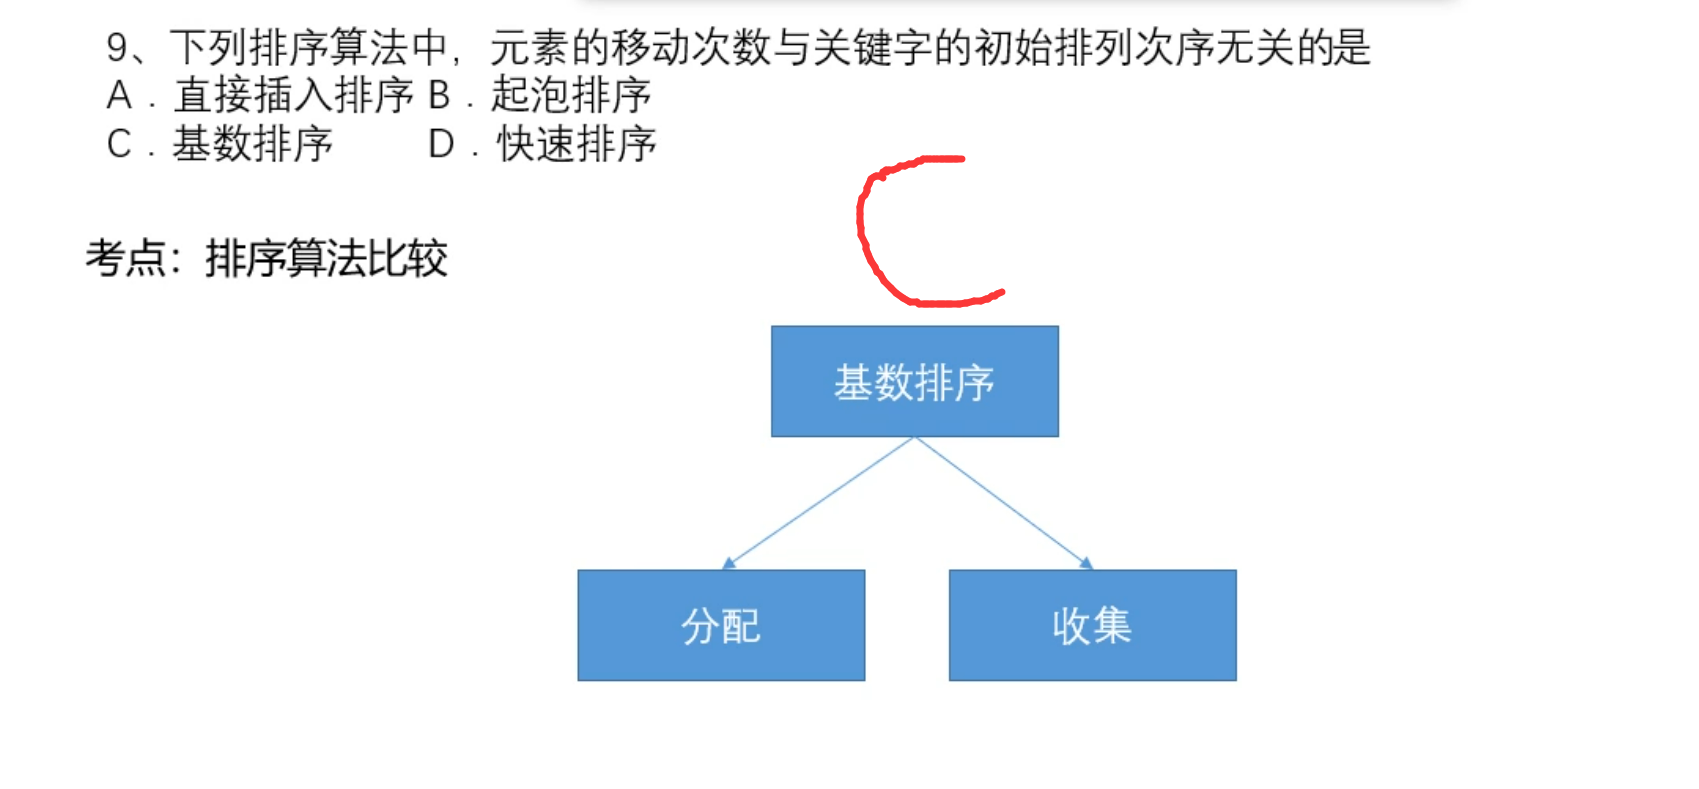 9、下列排序算法中，元素的移动次数与关键字的初始排列次序无关的是
A．直接插入排序 B．起泡排序
C．基数排序 D．快速排序
C
考点：排序算法比较
基数排序
分配
收集